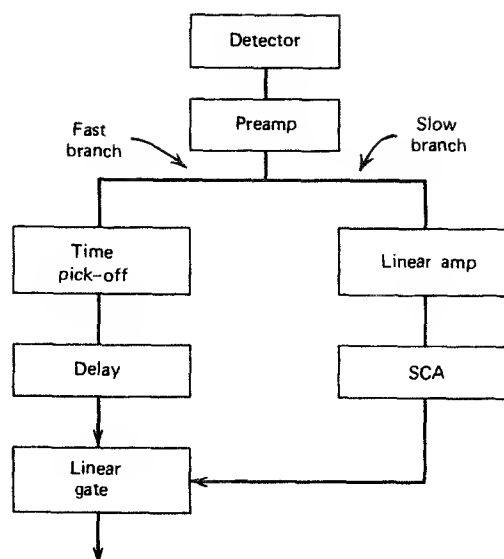 Detector
Preamp
Fast
branch
Slow
branch
Time
pick-off
Linear amp
Delay
SCA
Linear
gate